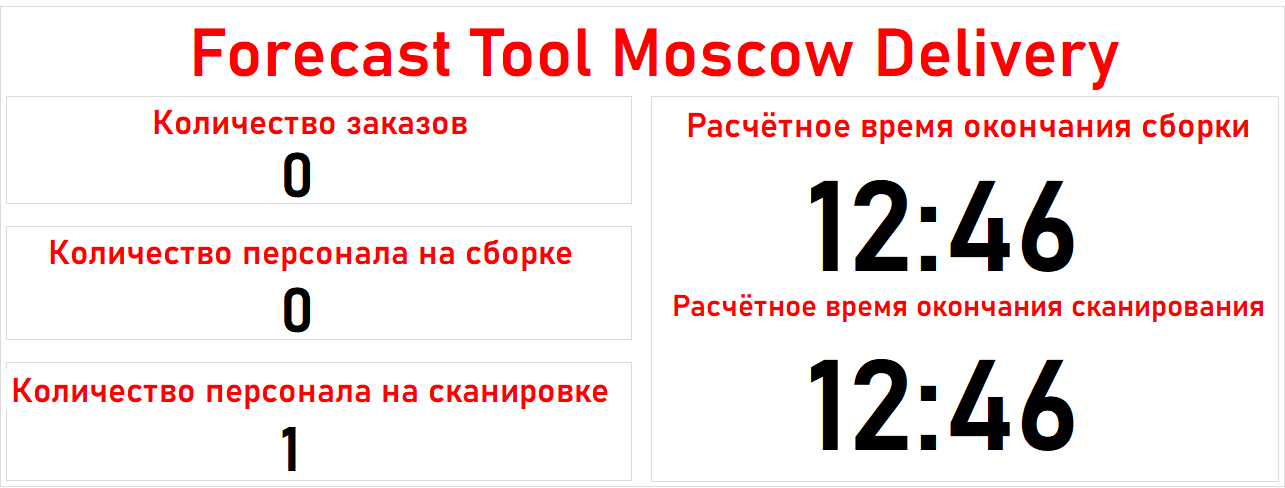 Forecast Tool Moscow Delivery
Количество заказов
0
Количество персонала на сборке
0
Количество персонала на сканировке
1
Расчётное время окончания сборки
12:46
Расчётное время окончания сканирования
12:46